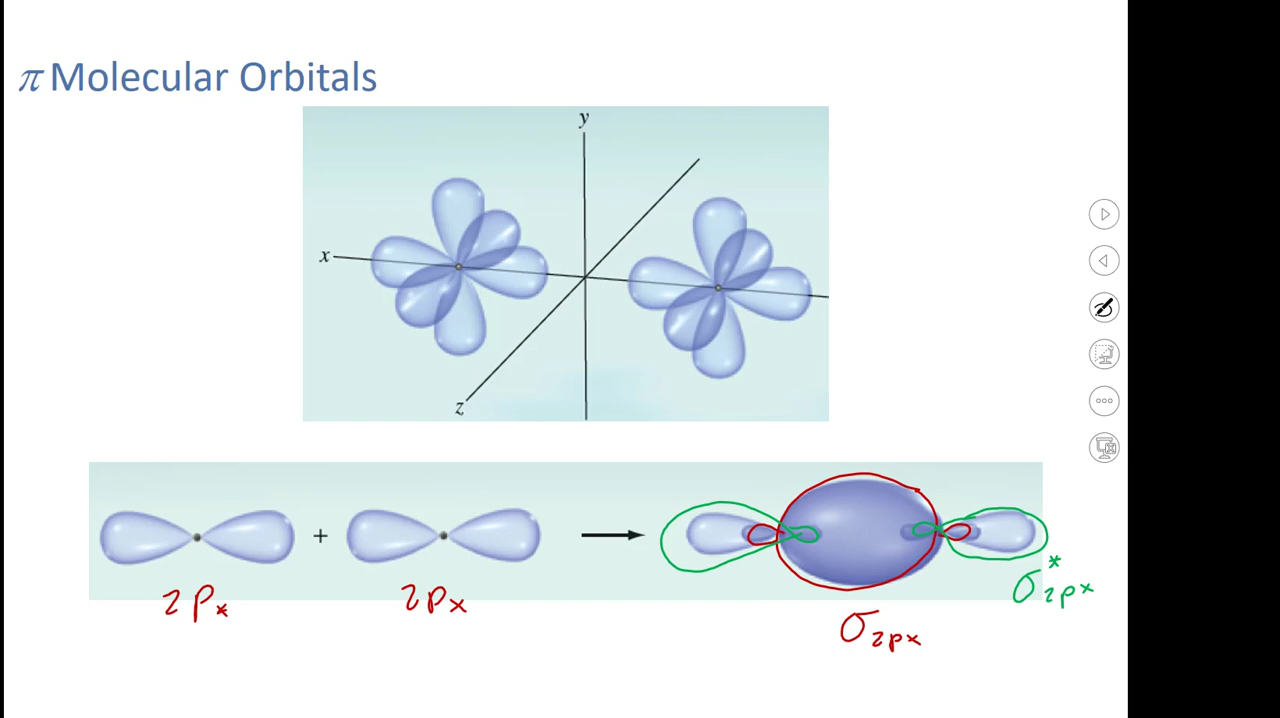 π Molecular Orbitals
y
x
z
+
2px 2px
σ2px
σ*2px